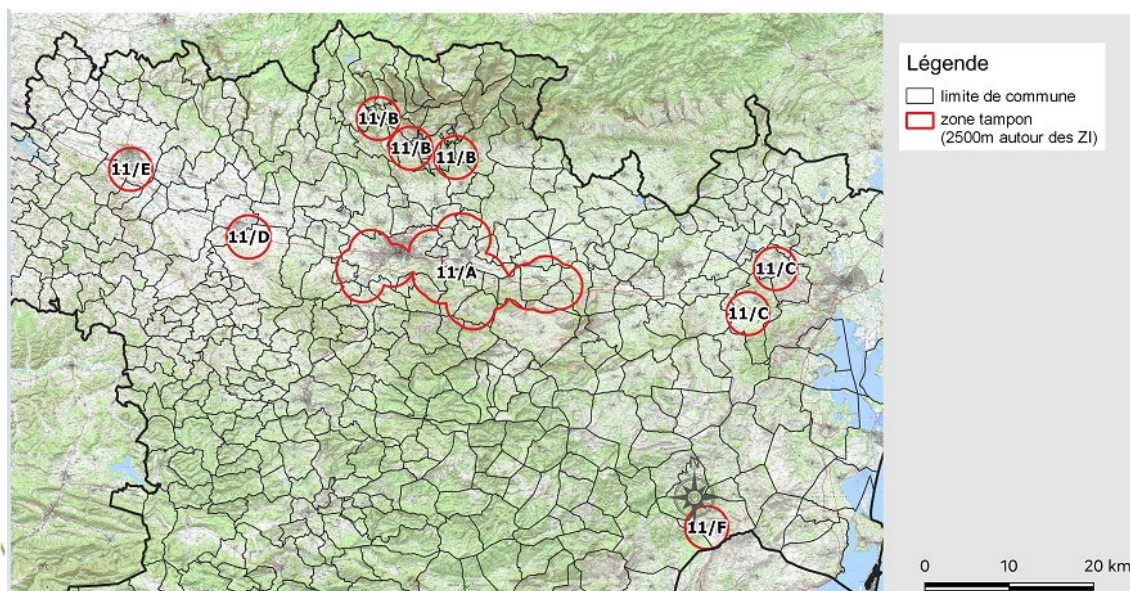 11/B
11/B
11/B
11/E
11/D
11/A
11/C
11/C
11/F
Légende
limite de commune
zone tampon
(2500m autour des ZI)
0 10 20 km